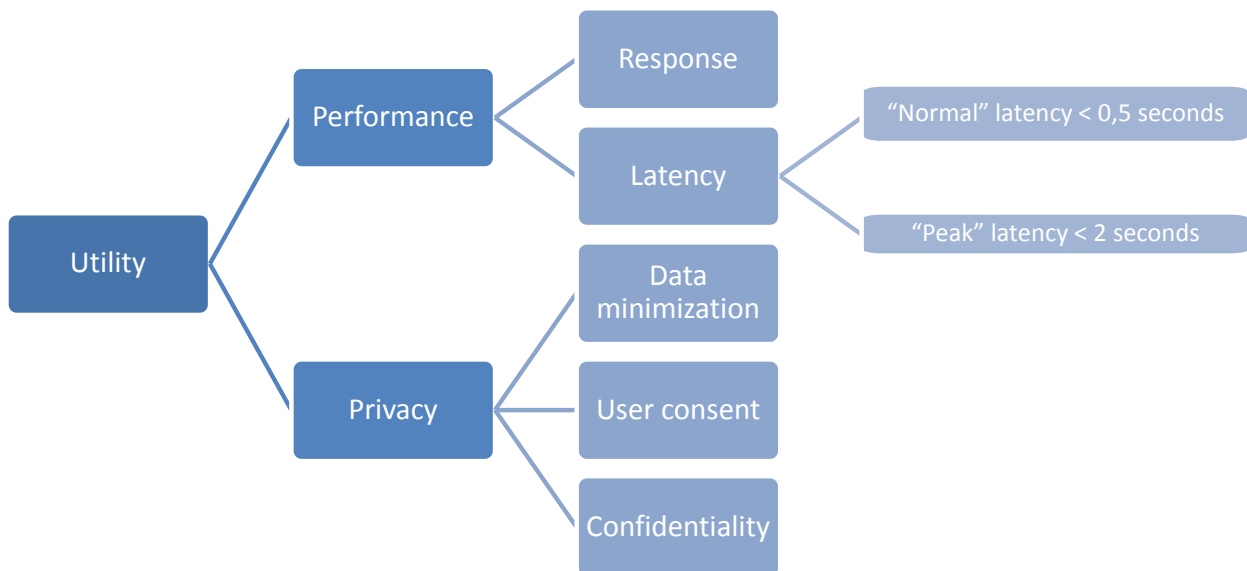 Utility
Performance
Response
Latency
“Normal” latency < 0,5 seconds
“Peak” latency < 2 seconds
Privacy
Data
minimization
User consent
Confidentiality